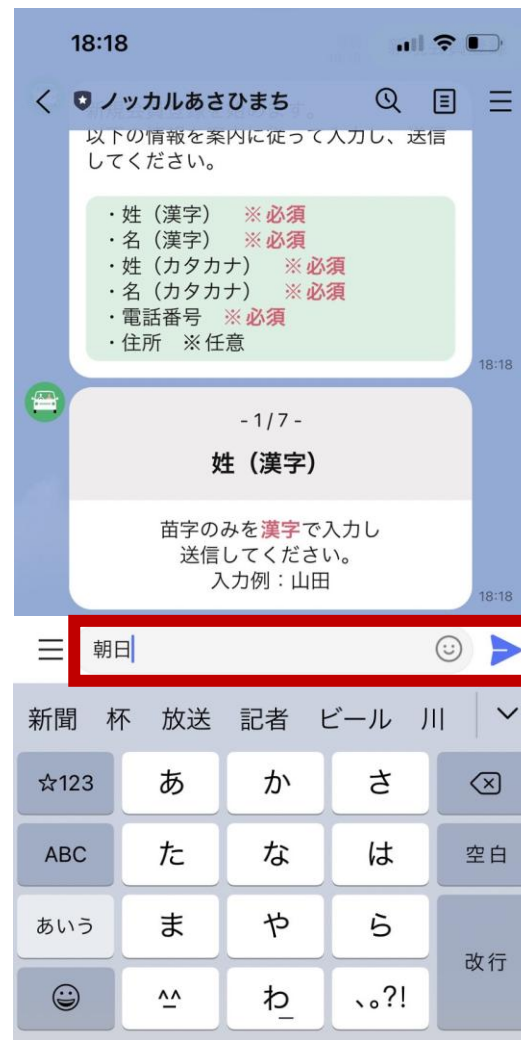 18:18
ノッカルあさひまち
以下の情報を案内に従って入力し、送信
してください。
・姓（漢字） ※必須
・名（漢字） ※必須
・姓（カタカナ） ※必須
・名（カタカナ） ※必須
・電話番号 ※必須
・住所 ※任意
18:18
- 1/7 -
姓（漢字）
苗字のみを漢字で入力し
送信してください。
入力例：山田
18:18
朝日
新聞 杯 放送 記者 ビール 川
☆123 あ か さ
ABC た な は 空白
あいう ま や ら
改行
^^ わ 、。?!